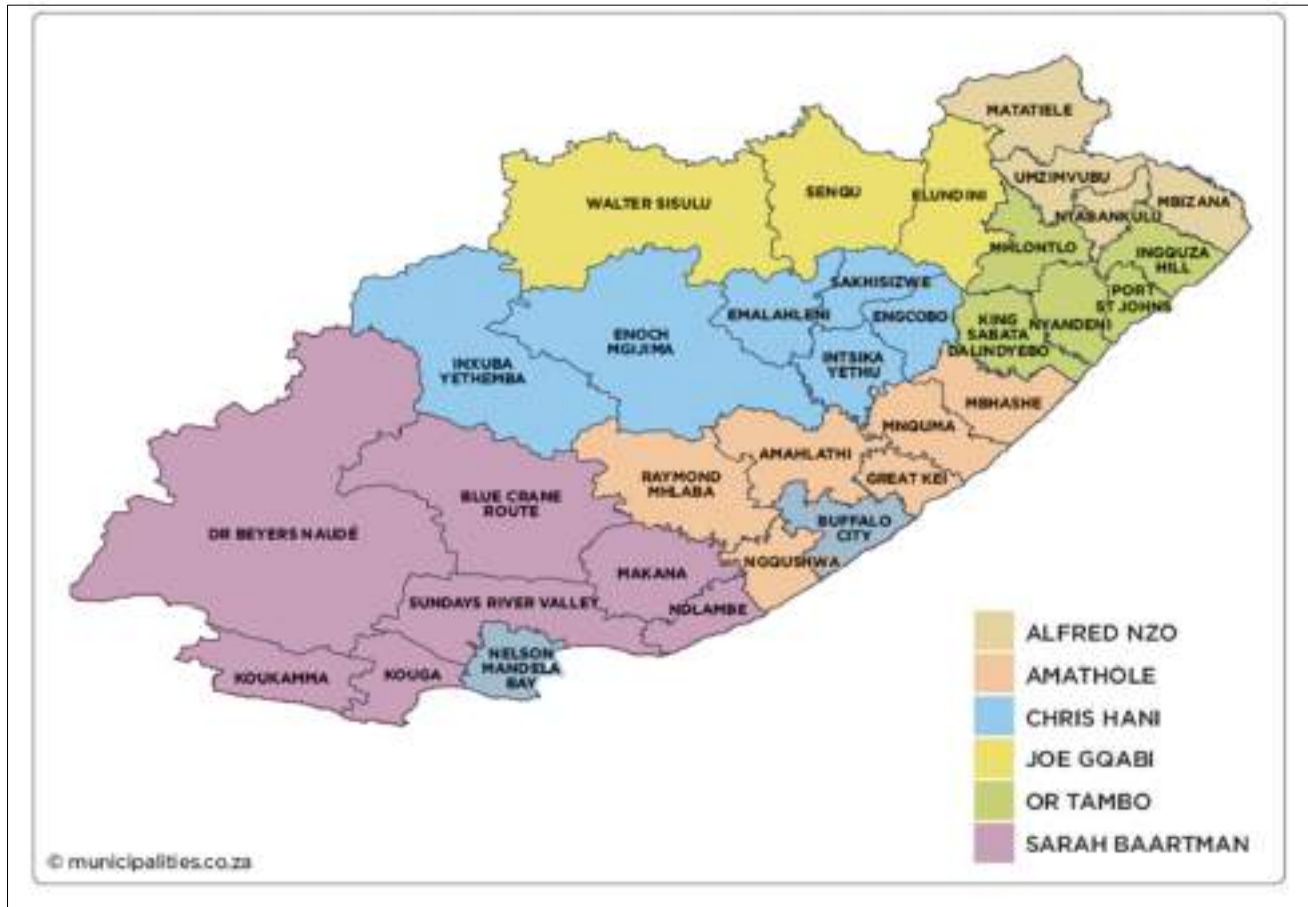 MATATIELE
UMZIMVUBU
MBIZANA
NTABANKULU
SENQU
ELUNDINI
WALTER SISULU
MHLONTLO
INGQUZA
HILL
PORT
ST JOHNS
NYANDENI
KING
SABATA
DALINDYEBO
SAKHISIZWE
ENGCOBO
EMALAHLENI
INTSIKA
YETHU
ENOCH
MGIJIMA
INXUBA
YETHEMBA
MBHASHE
MNQUMA
AMAHLATHI
GREAT KEI
RAYMOND
MHLABA
BUFFALO
CITY
NGQUSHWA
BLUE CRANE
ROUTE
DR BEYERS NAUDÉ
MAKANA
SUNDAYS RIVER VALLEY
NDLAMBE
NELSON
MANDELA
BAY
KOUGA
KOUKAMMA
ALFRED NZO
AMATHOLE
CHRIS HANI
JOE GQABI
OR TAMBO
SARAH BAARTMAN
© municipalities.co.za